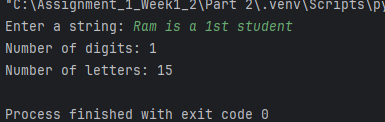 "C:\Assignment_1_Week1_2\Part 2\.venv\Scripts\py
Enter a string: Ram is a 1st student
Number of digits: 1
Number of letters: 15
Process finished with exit code 0